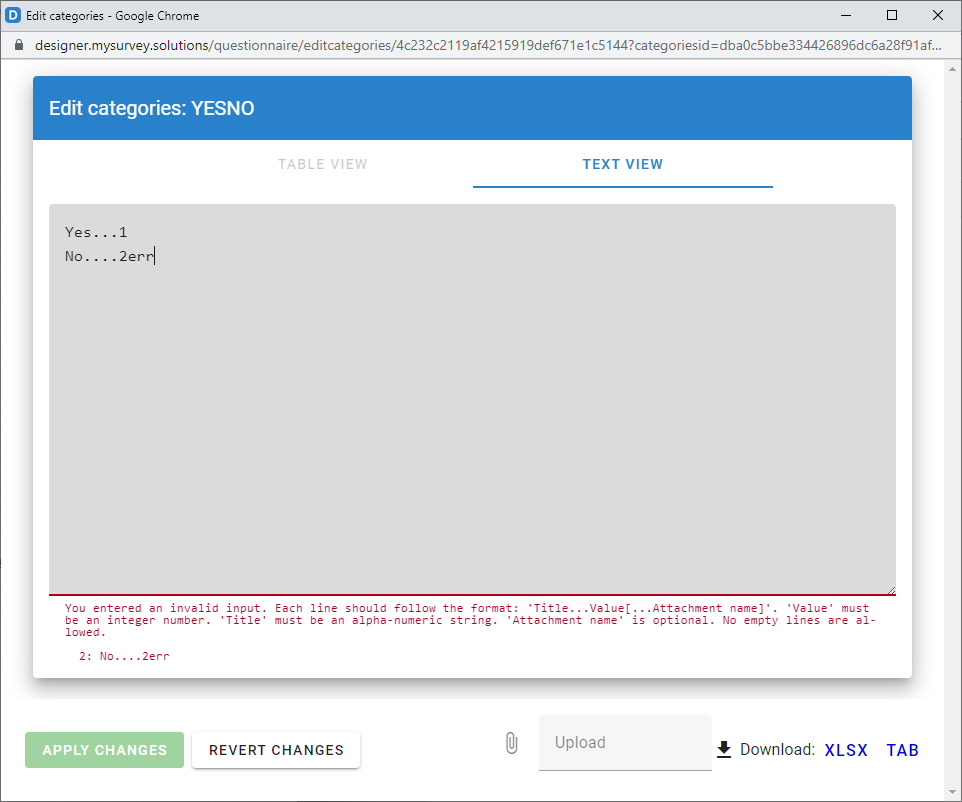 Edit categories - Google Chrome
designer.mysurvey.solutions/questionnaire/editcategories/4c232c2119af4215919def671e1c5144?categoriesid=dba0c5bbe334426896dc6a28f91af...
Edit categories: YESNO
TABLE VIEW
TEXT VIEW
Yes...1
No....2err
You entered an invalid input. Each line should follow the format: 'Title...Value[...Attachment name]'. 'Value' must
be an integer number. 'Title' must be an alpha-numeric string. 'Attachment name' is optional. No empty lines are al-
lowed.
2: No....2err
APPLY CHANGES
REVERT CHANGES
Upload
Download: XLSX TAB